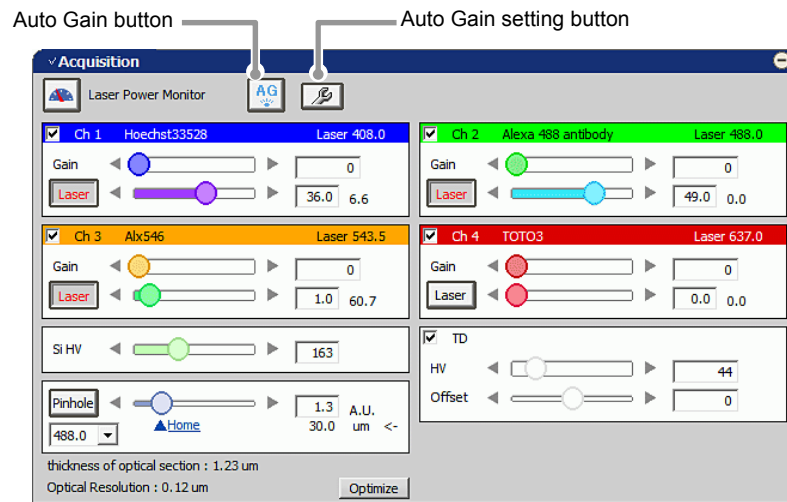 Auto Gain button
Auto Gain setting button
Acquisition
Laser Power Monitor
AG
Ch 1 Hoechst33528 Laser 408.0
Gain 0
Laser 36.0 6.6
Ch 2 Alexa 488 antibody Laser 488.0
Gain 0
Laser 49.0 0.0
Ch 3 Alx546 Laser 543.5
Gain 0
Laser 1.0 60.7
Ch 4 TOTO3 Laser 637.0
Gain 0
Laser 0.0 0.0
Si HV 163
TD
HV 44
Offset 0
Pinhole 1.3 A.U.
Home 30.0 um <-
488.0
thickness of optical section : 1.23 um
Optical Resolution : 0.12 um Optimize